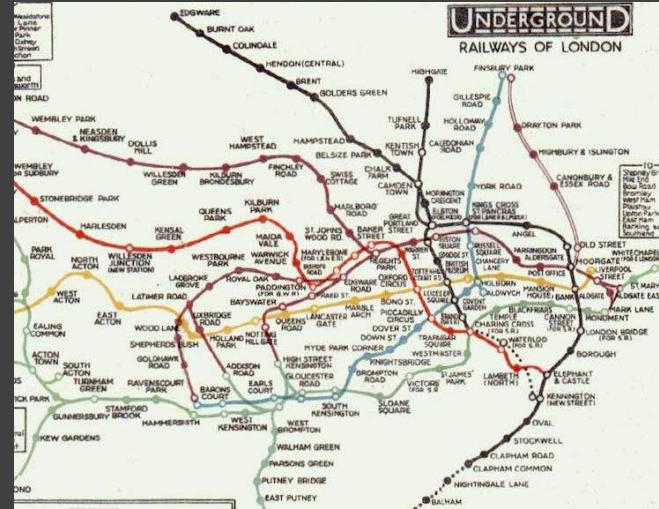 UNDERGROUND
RAILWAYS OF LONDON
EDGWARE
BURNT OAK
COLINDALE
HENDON (CENTRAL)
BRENT
GOLDERS GREEN
HIGHGATE
FINSBURY PARK
GILLESPIE
ROAD
HOLLOWAY
ROAD
DRAYTON PARK
HIGHBURY & ISLINGTON
CANONBURY &
ESSEX ROAD
TUFNELL
PARK
KENTISH
TOWN
CALEDONIAN
ROAD
WEMBLEY PARK
NEASDEN
& KINGSBURY
DOLLIS
HILL
WILLESDEN
GREEN
KILBURN
BRONDESBURY
WEST
HAMPSTEAD
FINCHLEY
ROAD
HAMPSTEAD
BELSIZE PARK
CHALK
FARM
CAMDEN
TOWN
SWISS
COTTAGE
MARLBORO'
ROAD
YORK ROAD
MORNINGTON
CRESCENT
KINGS CROSS
ST PANCRAS
ANGEL
OLD STREET
WEMBLEY
STONEBRIDGE PARK
HARLESDEN
WILLESDEN
JUNCTION
(NEW STATION)
KENSAL
GREEN
QUEENS
PARK
KILBURN
PARK
MAIDA
VALE
WARWICK
AVENUE
ST. JOHNS
WOOD RD.
BAKER
STREET
GREAT
PORTLAND
STREET
EUSTON
SQUARE
GOODGE ST.
RUSSELL
SQUARE
CHANCERY
LANE
FARRINGDON
ALDERSGATE
POST OFFICE
MOORGATE
LIVERPOOL
STREET
ALDGATE EAST
ALDGATE
MARK LANE
MONUMENT
BANK
CANNON
STREET
MANSION
HOUSE
BLACKFRIARS
TEMPLE
LONDON BRIDGE
BOROUGH
ELEPHANT
& CASTLE
KENNINGTON
(NEW STREET)
LAMBETH
(NORTH)
WATERLOO
CHARING CROSS
STRAND
TRAFALGAR
SQUARE
LEICESTER
SQ
COVENT
GARDEN
ALDWYCH
HOLBORN
BRITISH
MUSEUM
OXFORD
CIRCUS
REGENTS
PARK
EDGWARE
ROAD
MARYLEBONE
PADDINGTON
PRAED ST.
BAYSWATER
QUEENS
ROAD
LANCASTER
GATE
MARBLE
ARCH
BOND ST.
PICCADILLY
CIRCUS
DOVER ST.
DOWN ST.
HYDE PARK CORNER
KNIGHTSBRIDGE
BROMPTON
ROAD
WESTMINSTER
ST JAMES'
PARK
VICTORIA
SLOANE
SQUARE
SOUTH
KENSINGTON
GLOUCESTER
ROAD
HIGH STREET
KENSINGTON
NOTTING
HILL GATE
HOLLAND
PARK
ADDISON
ROAD
EARLS
COURT
BARONS
COURT
HAMMERSMITH
GOLDHAWK
ROAD
SHEPHERDS BUSH
WOOD LANE
UXBRIDGE
ROAD
LATIMER ROAD
LADBROKE
GROVE
WESTBOURNE
PARK
ROYAL OAK
NORTH
ACTON
WEST
ACTON
EAST
ACTON
PARK
ROYAL
EALING
COMMON
ACTON
TOWN
SOUTH
ACTON
TURNHAM
GREEN
GUNNERSBURY
STAMFORD
BROOK
RAVENSCOURT
PARK
KEW GARDENS
WEST
KENSINGTON
WEST
BROMPTON
WALHAM GREEN
PARSONS GREEN
PUTNEY BRIDGE
EAST PUTNEY
OVAL
STOCKWELL
CLAPHAM ROAD
CLAPHAM COMMON
NIGHTINGALE LANE
BALHAM